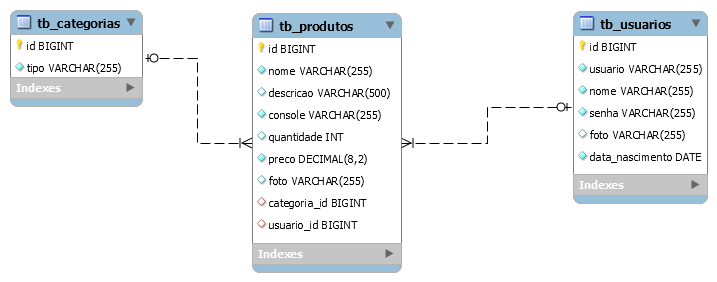 tb_categorias
id BIGINT
tipo VARCHAR(255)
Indexes
tb_produtos
id BIGINT
nome VARCHAR(255)
descricao VARCHAR(500)
console VARCHAR(255)
quantidade INT
preco DECIMAL(8,2)
foto VARCHAR(255)
categoria_id BIGINT
usuario_id BIGINT
Indexes
tb_usuarios
id BIGINT
usuario VARCHAR(255)
nome VARCHAR(255)
senha VARCHAR(255)
foto VARCHAR(255)
data_nascimento DATE
Indexes